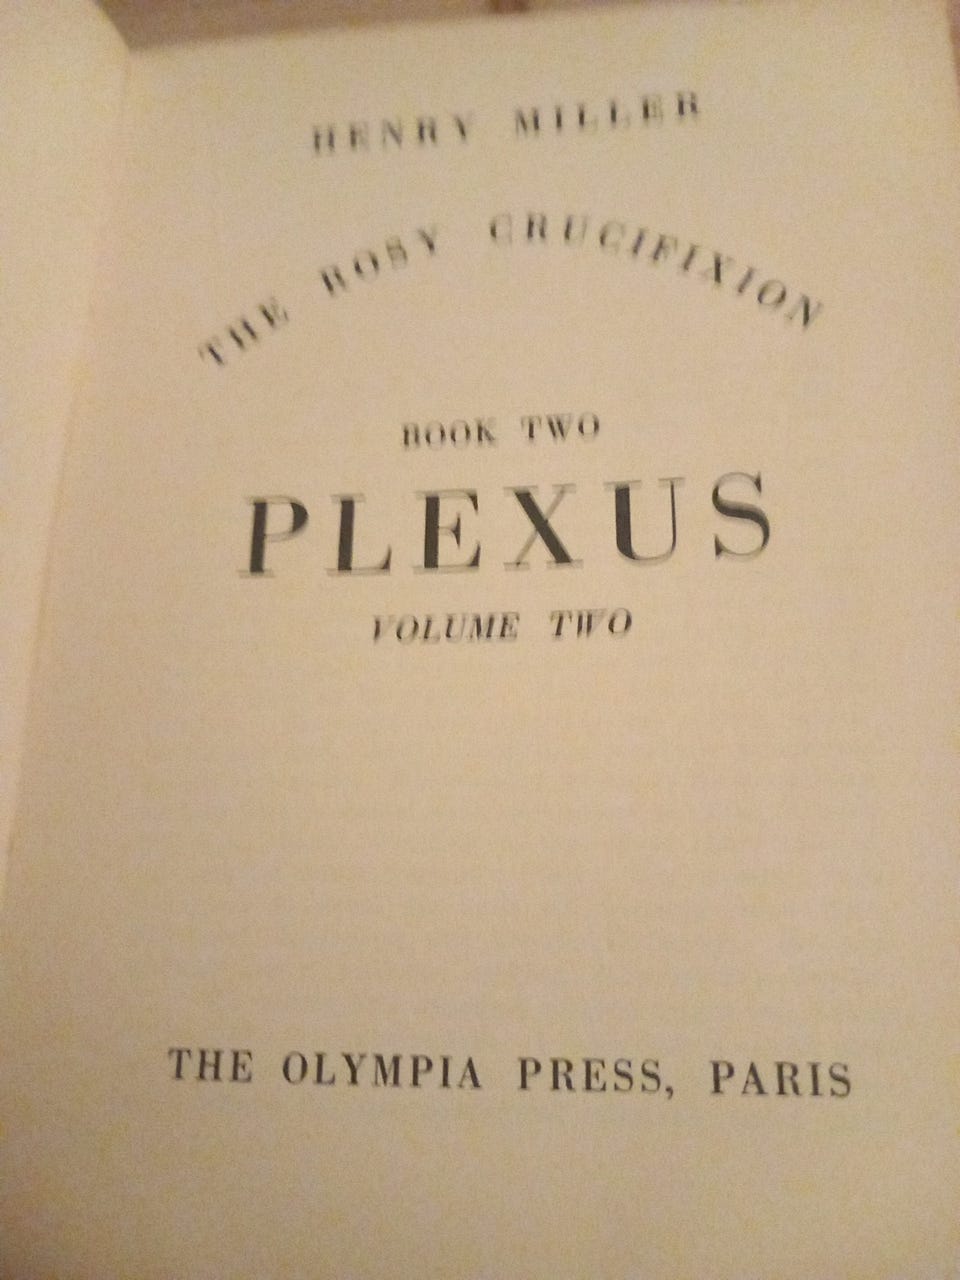 HENRY MILLER
THE ROSY CRUCIFIXION
BOOK TWO
PLEXUS
VOLUME TWO
THE OLYMPIA PRESS, PARIS